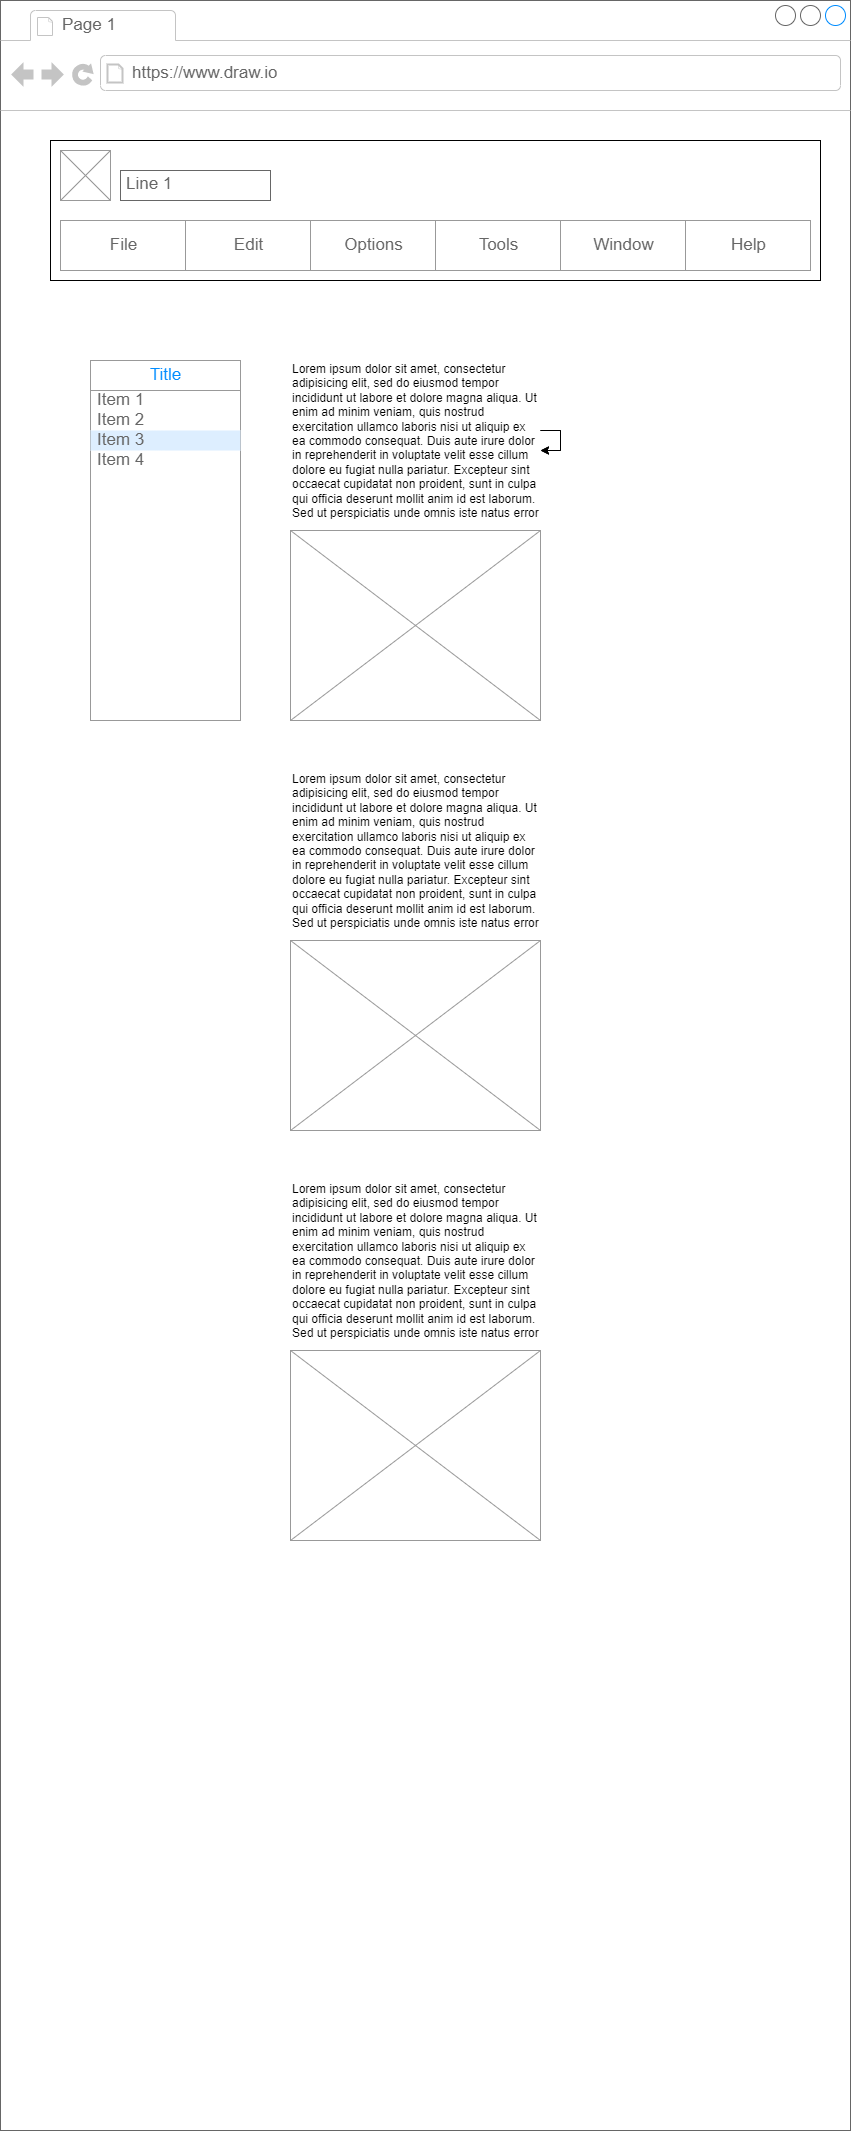 Page 1
https://www.draw.io
Line 1
File Edit Options Tools Window Help
Title
Item 1
Item 2
Item 3
Item 4
Lorem ipsum dolor sit amet, consectetur
adipisicing elit, sed do eiusmod tempor
incididunt ut labore et dolore magna aliqua. Ut
enim ad minim veniam, quis nostrud
exercitation ullamco laboris nisi ut aliquip ex
ea commodo consequat. Duis aute irure dolor
in reprehenderit in voluptate velit esse cillum
dolore eu fugiat nulla pariatur. Excepteur sint
occaecat cupidatat non proident, sunt in culpa
qui officia deserunt mollit anim id est laborum.
Sed ut perspiciatis unde omnis iste natus error
Lorem ipsum dolor sit amet, consectetur
adipisicing elit, sed do eiusmod tempor
incididunt ut labore et dolore magna aliqua. Ut
enim ad minim veniam, quis nostrud
exercitation ullamco laboris nisi ut aliquip ex
ea commodo consequat. Duis aute irure dolor
in reprehenderit in voluptate velit esse cillum
dolore eu fugiat nulla pariatur. Excepteur sint
occaecat cupidatat non proident, sunt in culpa
qui officia deserunt mollit anim id est laborum.
Sed ut perspiciatis unde omnis iste natus error
Lorem ipsum dolor sit amet, consectetur
adipisicing elit, sed do eiusmod tempor
incididunt ut labore et dolore magna aliqua. Ut
enim ad minim veniam, quis nostrud
exercitation ullamco laboris nisi ut aliquip ex
ea commodo consequat. Duis aute irure dolor
in reprehenderit in voluptate velit esse cillum
dolore eu fugiat nulla pariatur. Excepteur sint
occaecat cupidatat non proident, sunt in culpa
qui officia deserunt mollit anim id est laborum.
Sed ut perspiciatis unde omnis iste natus error